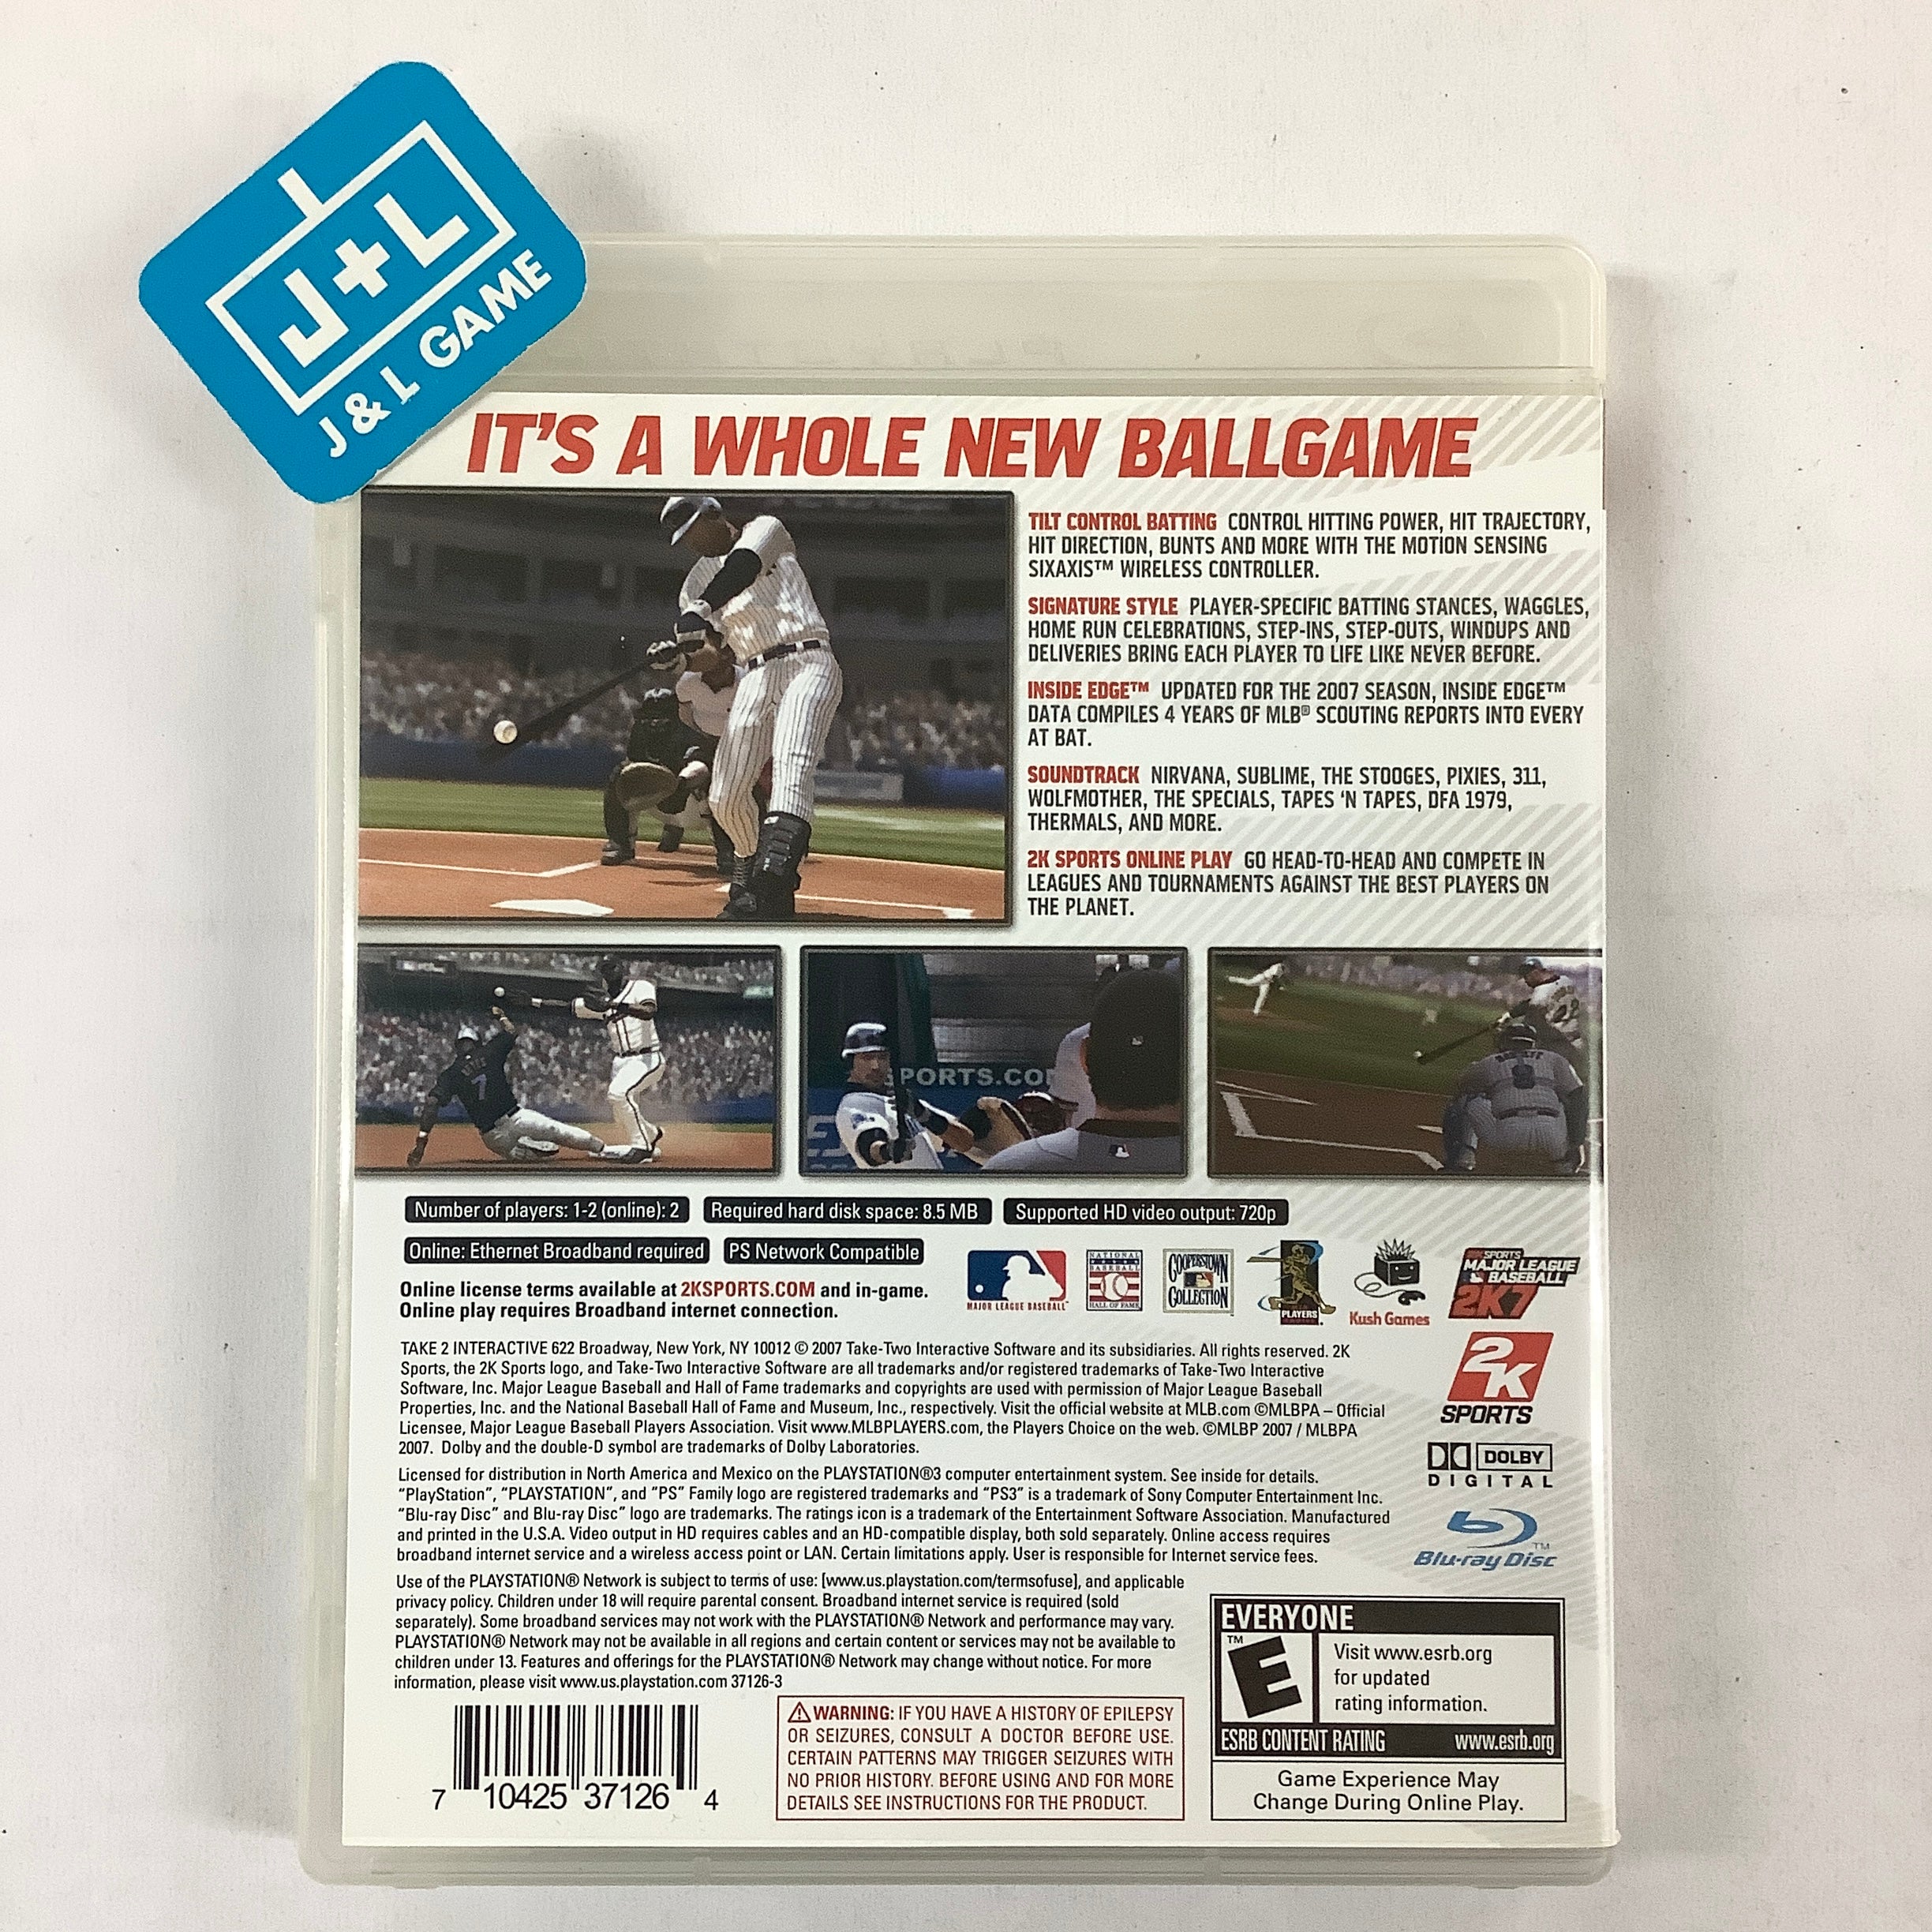 J+L
J & L GAME
IT'S A WHOLE NEW BALLGAME
TILT CONTROL BATTING CONTROL HITTING POWER, HIT TRAJECTORY,
HIT DIRECTION, BUNTS AND MORE WITH THE MOTION SENSING
SIXAXIS™ WIRELESS CONTROLLER.
SIGNATURE STYLE PLAYER-SPECIFIC BATTING STANCES, WAGGLES,
HOME RUN CELEBRATIONS, STEP-INS, STEP-OUTS, WINDUPS AND
DELIVERIES BRING EACH PLAYER TO LIFE LIKE NEVER BEFORE.
INSIDE EDGE™ UPDATED FOR THE 2007 SEASON, INSIDE EDGE™
DATA COMPILES 4 YEARS OF MLB® SCOUTING REPORTS INTO EVERY
AT BAT.
SOUNDTRACK NIRVANA, SUBLIME, THE STOOGES, PIXIES, 311,
WOLFMOTHER, THE SPECIALS, TAPES 'N TAPES, DFA 1979,
THERMALS, AND MORE.
2K SPORTS ONLINE PLAY GO HEAD-TO-HEAD AND COMPETE IN
LEAGUES AND TOURNAMENTS AGAINST THE BEST PLAYERS ON
THE PLANET.
7
PORTS.CO
8
Number of players: 1-2 (online): 2
Required hard disk space: 8.5 MB
Supported HD video output: 720p
Online: Ethernet Broadband required
PS Network Compatible
Online license terms available at 2KSPORTS.COM and in-game.
Online play requires Broadband internet connection.
MAJOR LEAGUE BASEBALL
NATIONAL
BASEBALL
HALL OF FAME
COOPERSTOWN
COLLECTION
PLAYERS
Kush Games
2K SPORTS
MAJOR LEAGUE
BASEBALL
2K7
TAKE 2 INTERACTIVE 622 Broadway, New York, NY 10012 © 2007 Take-Two Interactive Software and its subsidiaries. All rights reserved. 2K
Sports, the 2K Sports logo, and Take-Two Interactive Software are all trademarks and/or registered trademarks of Take-Two Interactive
Software, Inc. Major League Baseball and Hall of Fame trademarks and copyrights are used with permission of Major League Baseball
Properties, Inc. and the National Baseball Hall of Fame and Museum, Inc., respectively. Visit the official website at MLB.com ©MLBPA – Official
Licensee, Major League Baseball Players Association. Visit www.MLBPLAYERS.com, the Players Choice on the web. ©MLBP 2007 / MLBPA
2007. Dolby and the double-D symbol are trademarks of Dolby Laboratories.
2K
SPORTS
DOLBY
DIGITAL
Licensed for distribution in North America and Mexico on the PLAYSTATION®3 computer entertainment system. See inside for details.
"PlayStation", "PLAYSTATION", and "PS" Family logo are registered trademarks and "PS3" is a trademark of Sony Computer Entertainment Inc.
"Blu-ray Disc" and Blu-ray Disc" logo are trademarks. The ratings icon is a trademark of the Entertainment Software Association. Manufactured
and printed in the U.S.A. Video output in HD requires cables and an HD-compatible display, both sold separately. Online access requires
broadband internet service and a wireless access point or LAN. Certain limitations apply. User is responsible for Internet service fees.
Blu-ray Disc™
Use of the PLAYSTATION® Network is subject to terms of use: [www.us.playstation.com/termsofuse], and applicable
privacy policy. Children under 18 will require parental consent. Broadband internet service is required (sold
separately). Some broadband services may not work with the PLAYSTATION® Network and performance may vary.
PLAYSTATION® Network may not be available in all regions and certain content or services may not be available to
children under 13. Features and offerings for the PLAYSTATION® Network may change without notice. For more
information, please visit www.us.playstation.com 37126-3
7 10425 37126 4
WARNING: IF YOU HAVE A HISTORY OF EPILEPSY
OR SEIZURES, CONSULT A DOCTOR BEFORE USE.
CERTAIN PATTERNS MAY TRIGGER SEIZURES WITH
NO PRIOR HISTORY. BEFORE USING AND FOR MORE
DETAILS SEE INSTRUCTIONS FOR THE PRODUCT.
EVERYONE
E™
Visit www.esrb.org
for updated
rating information.
ESRB CONTENT RATING www.esrb.org
Game Experience May
Change During Online Play.